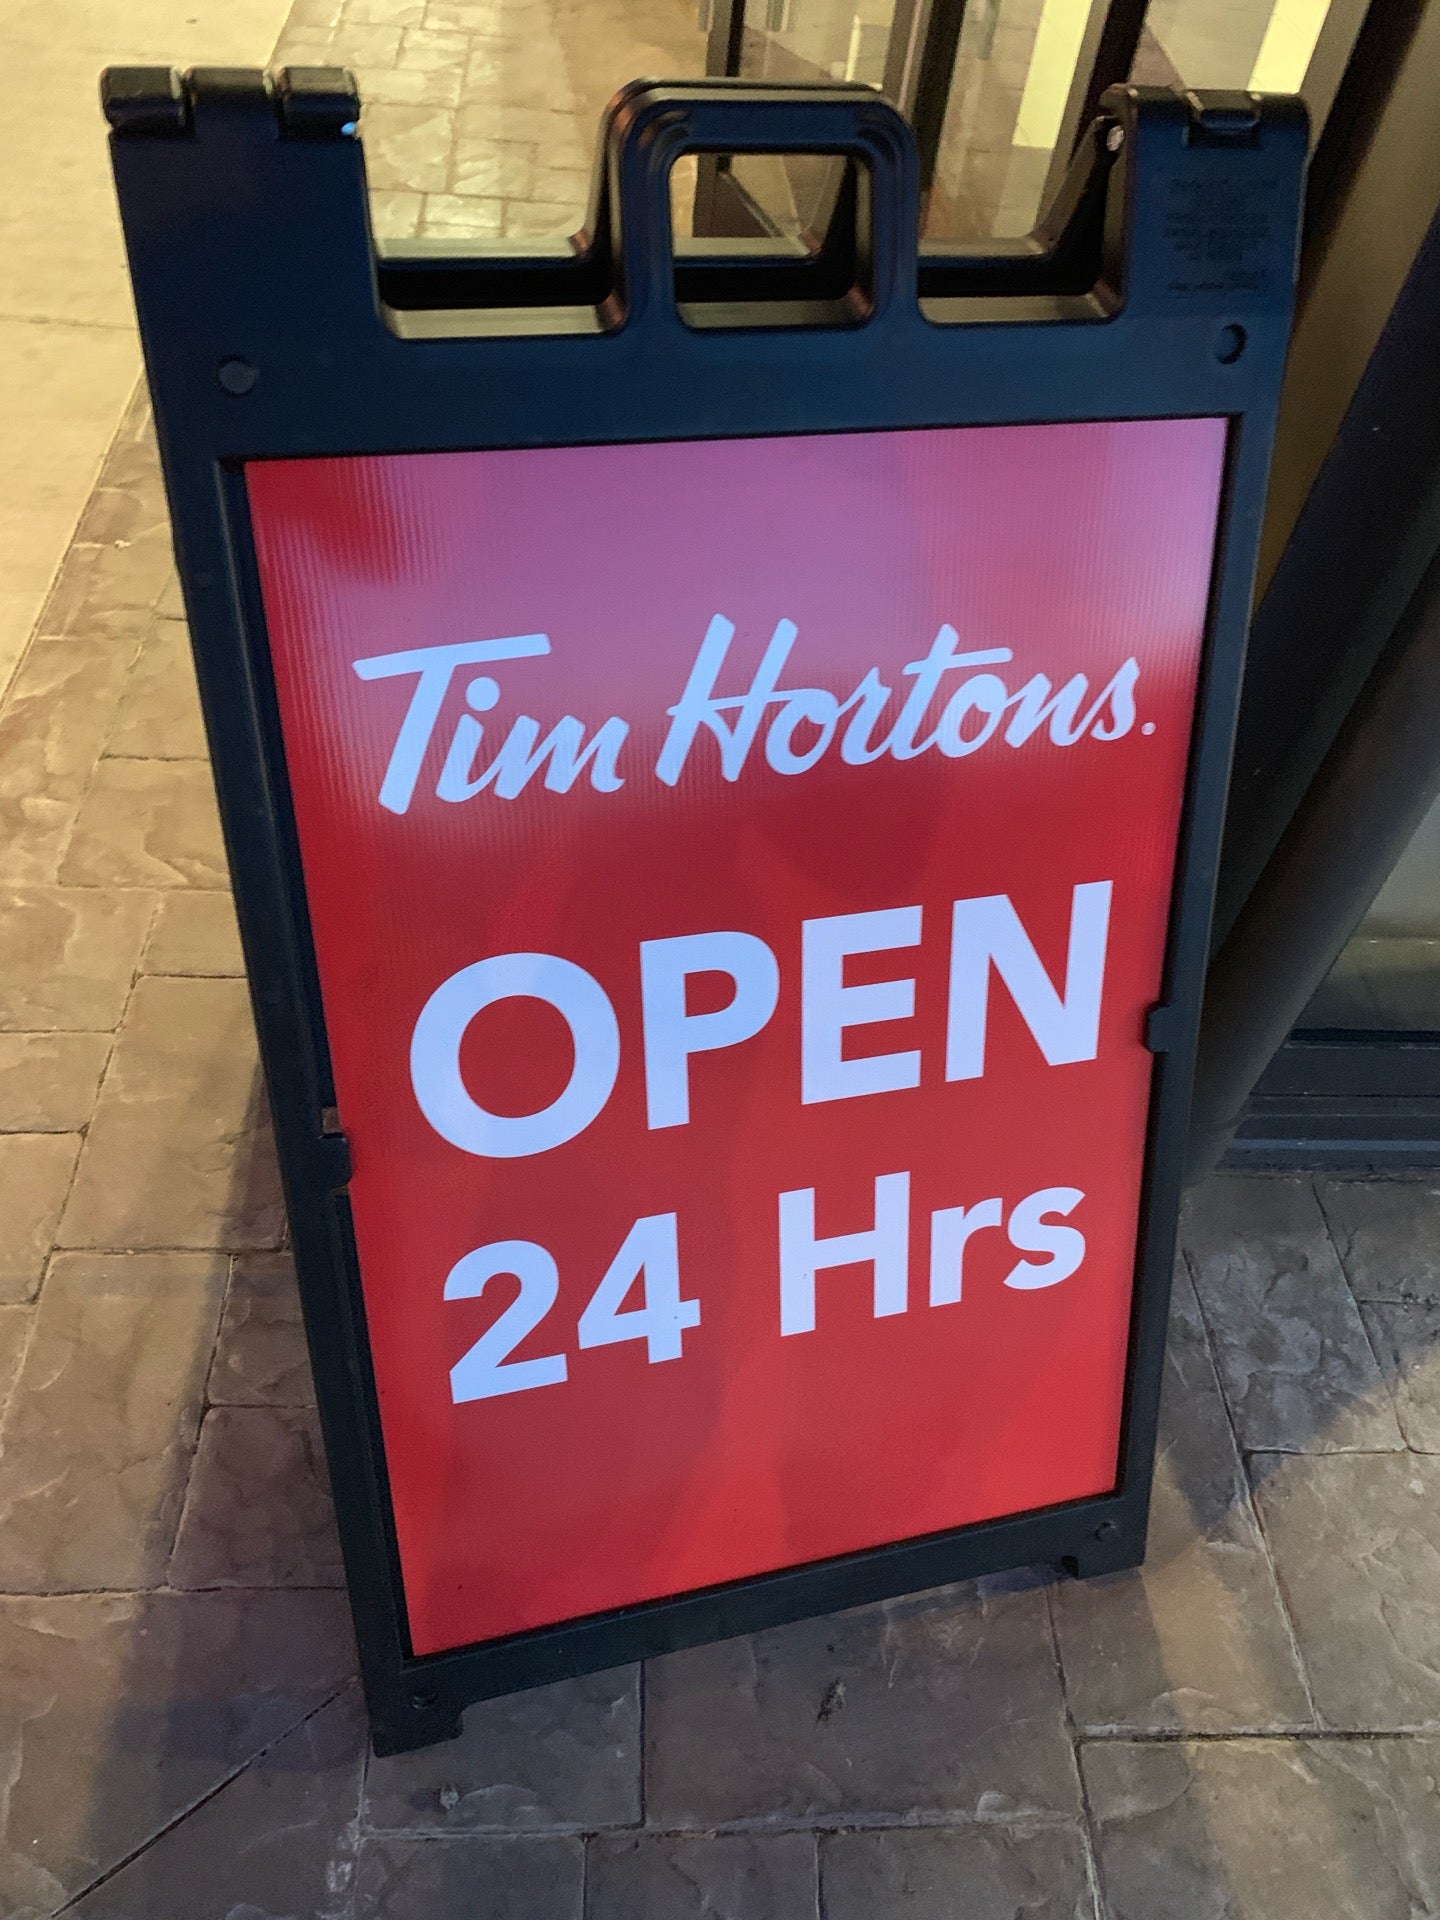 Tim Hortons.
OPEN
24 Hrs